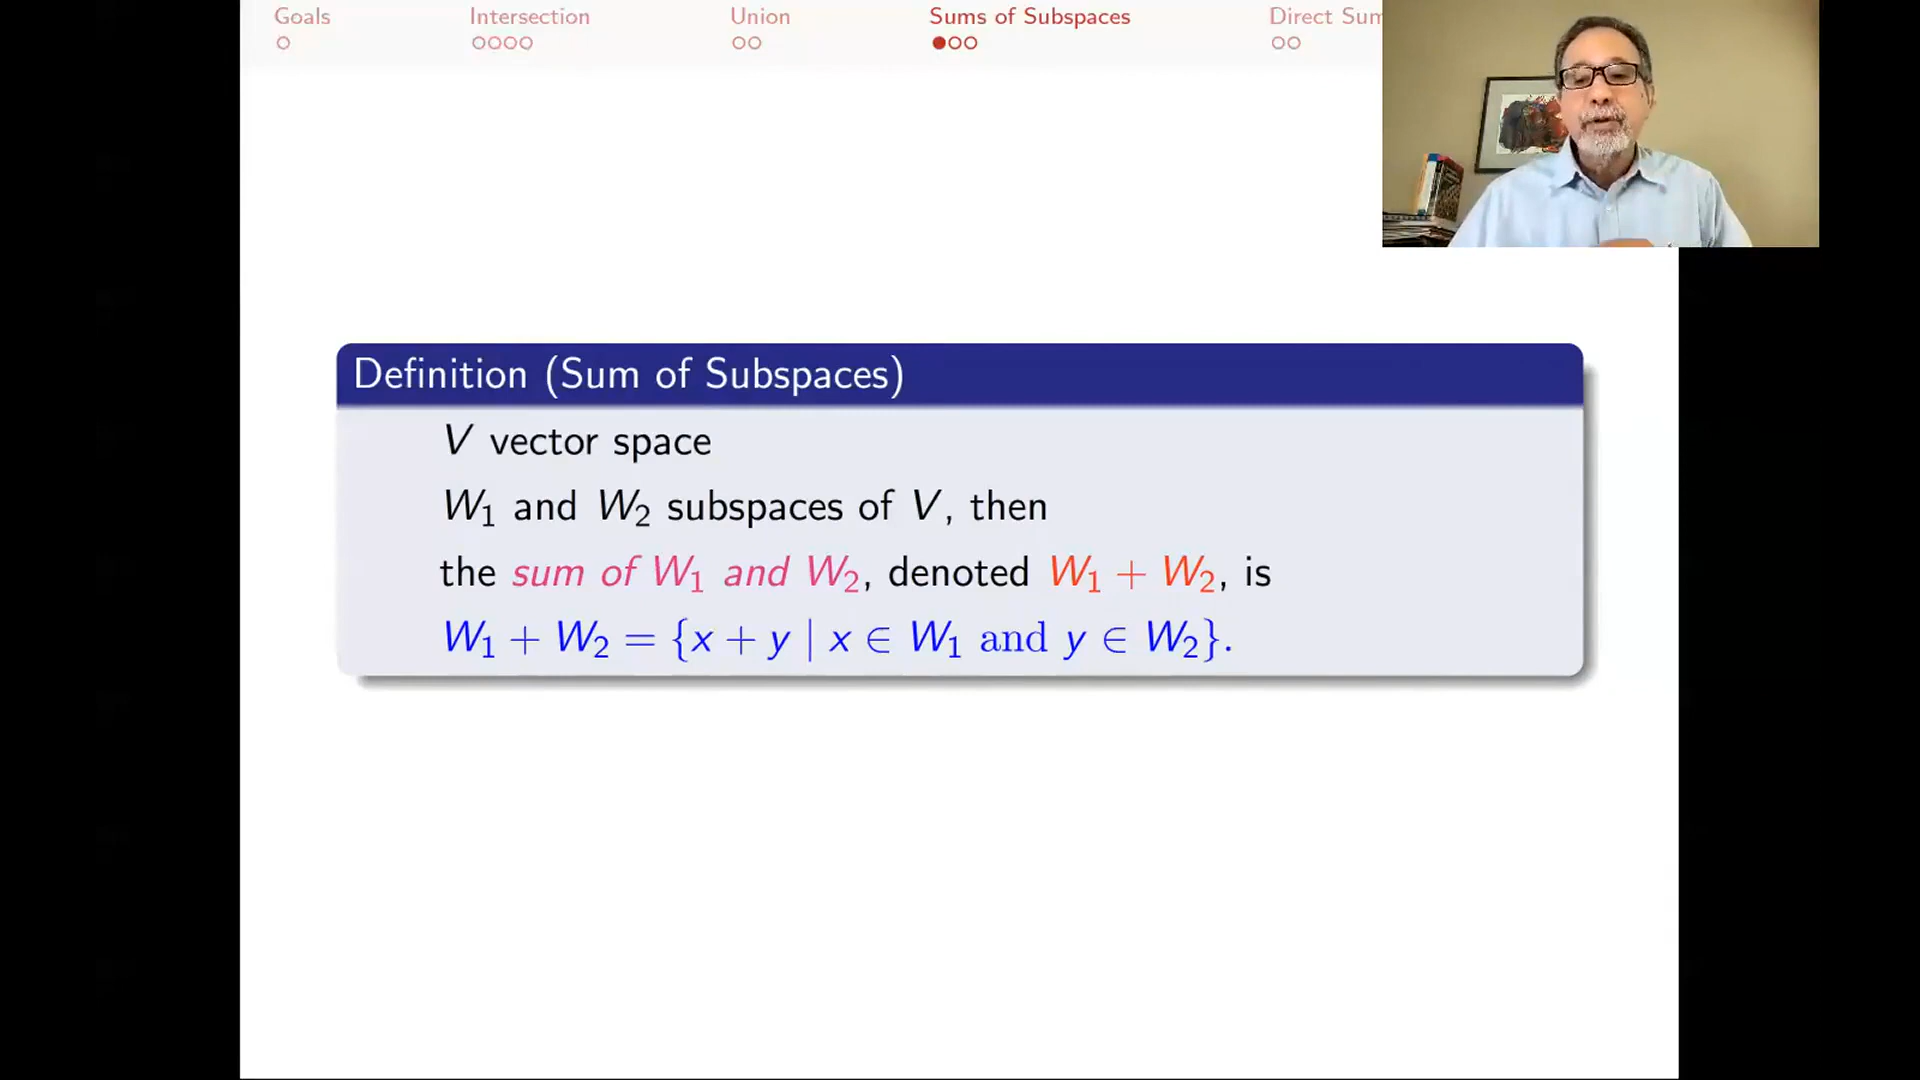 Goals Intersection Union Sums of Subspaces Direct Sum
Definition (Sum of Subspaces)
V vector space
W₁ and W₂ subspaces of V, then
the sum of W₁ and W₂, denoted W₁ + W₂, is
W₁ + W₂ = {x + y | x ∈ W₁ and y ∈ W₂}.